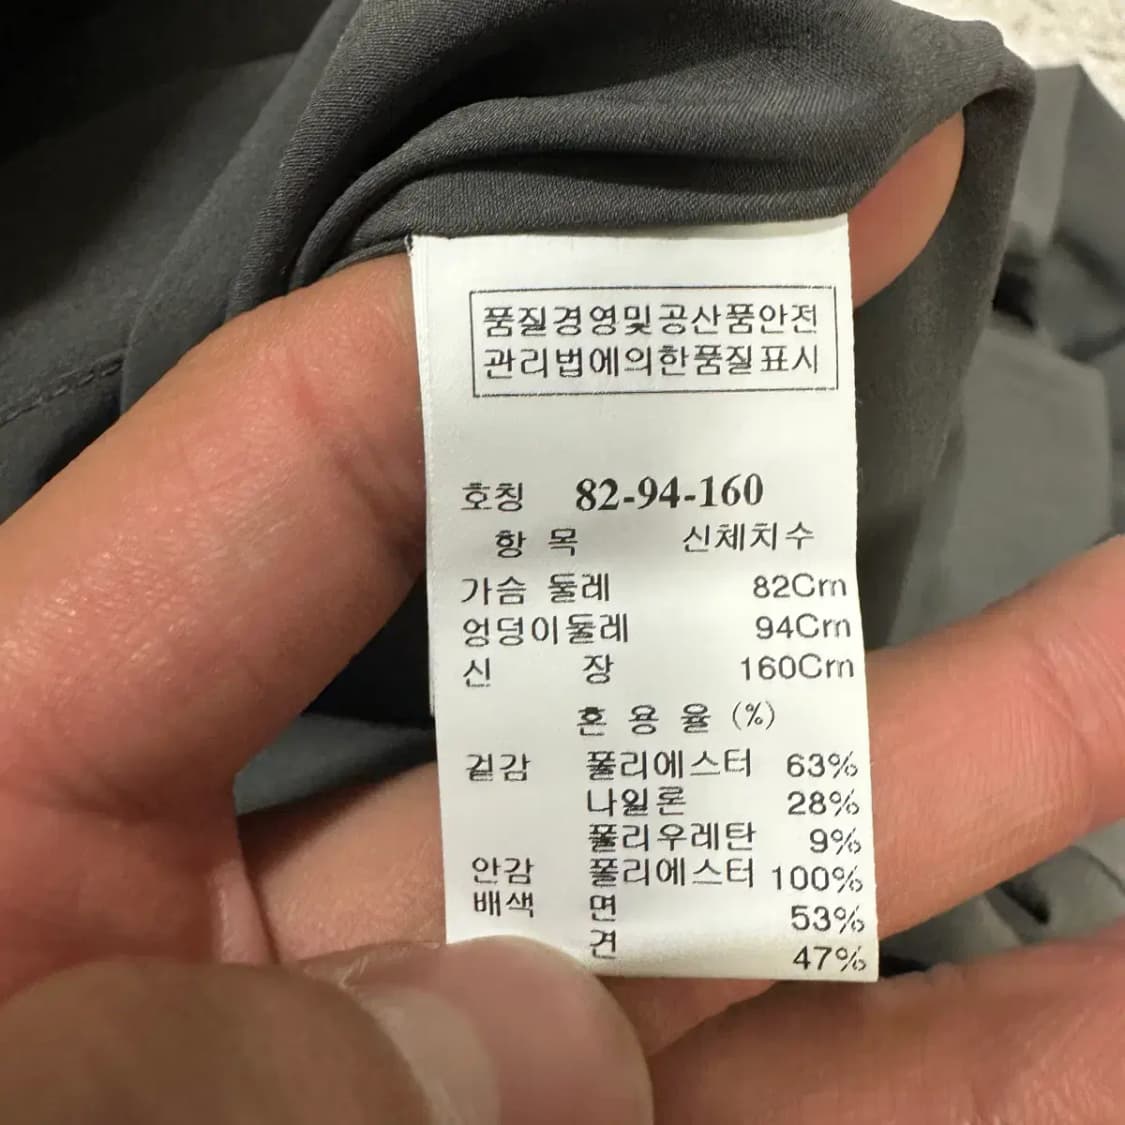 품질경영및공산품안전
관리법에의한품질표시
호칭 82-94-160
항 목 신체치수
가슴 둘레 82Cm
엉덩이둘레 94Cm
신 장 160Cm
혼 용 율 (%)
겉감 폴리에스터 63%
나일론 28%
폴리우레탄 9%
안감 폴리에스터 100%
배색 면 53%
견 47%